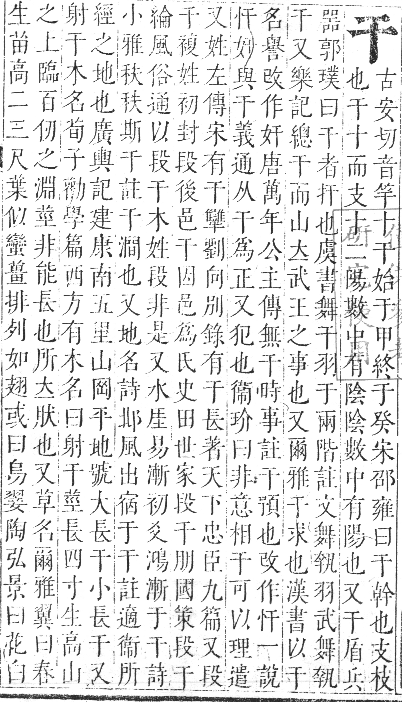 干古安切音竿十干始于甲終于癸宋邵雍曰干幹也支枝
也干十而支十二陽數中有陰陰數中有陽也又干盾兵
器郭璞曰干者扞也虞書舞干羽于兩階註文舞執羽武舞執
干又樂記總干而山立武王之事也又爾雅干求也漢書以干
名譽改作奸唐萬年公主傳無干時事註干預也改作忓一說
忓奸與干義通从干爲正又犯也衞玠曰非意相干可以理遣
又姓左傳宋有干犨劉向別錄有干長著天下忠臣九篇又段
干複姓初封段後邑干因邑爲氏史田世家段干朋國策段干
綸風俗通以段干木姓段非是又水厓易漸初爻鴻漸于干詩
小雅秩秩斯干註干澗也又地名詩邶風出宿于干註適衞所
經之地也廣輿記建康南五里山岡平地號大長干小長干又
射干木名荀子勸學篇西方有木名曰射干莖長四寸生高山
之上臨百仞之淵莖非能長也所立狀也又草名爾雅翼曰春
生苗高二三尺葉似蠻薑排列如翅或曰烏翣陶弘景曰花白